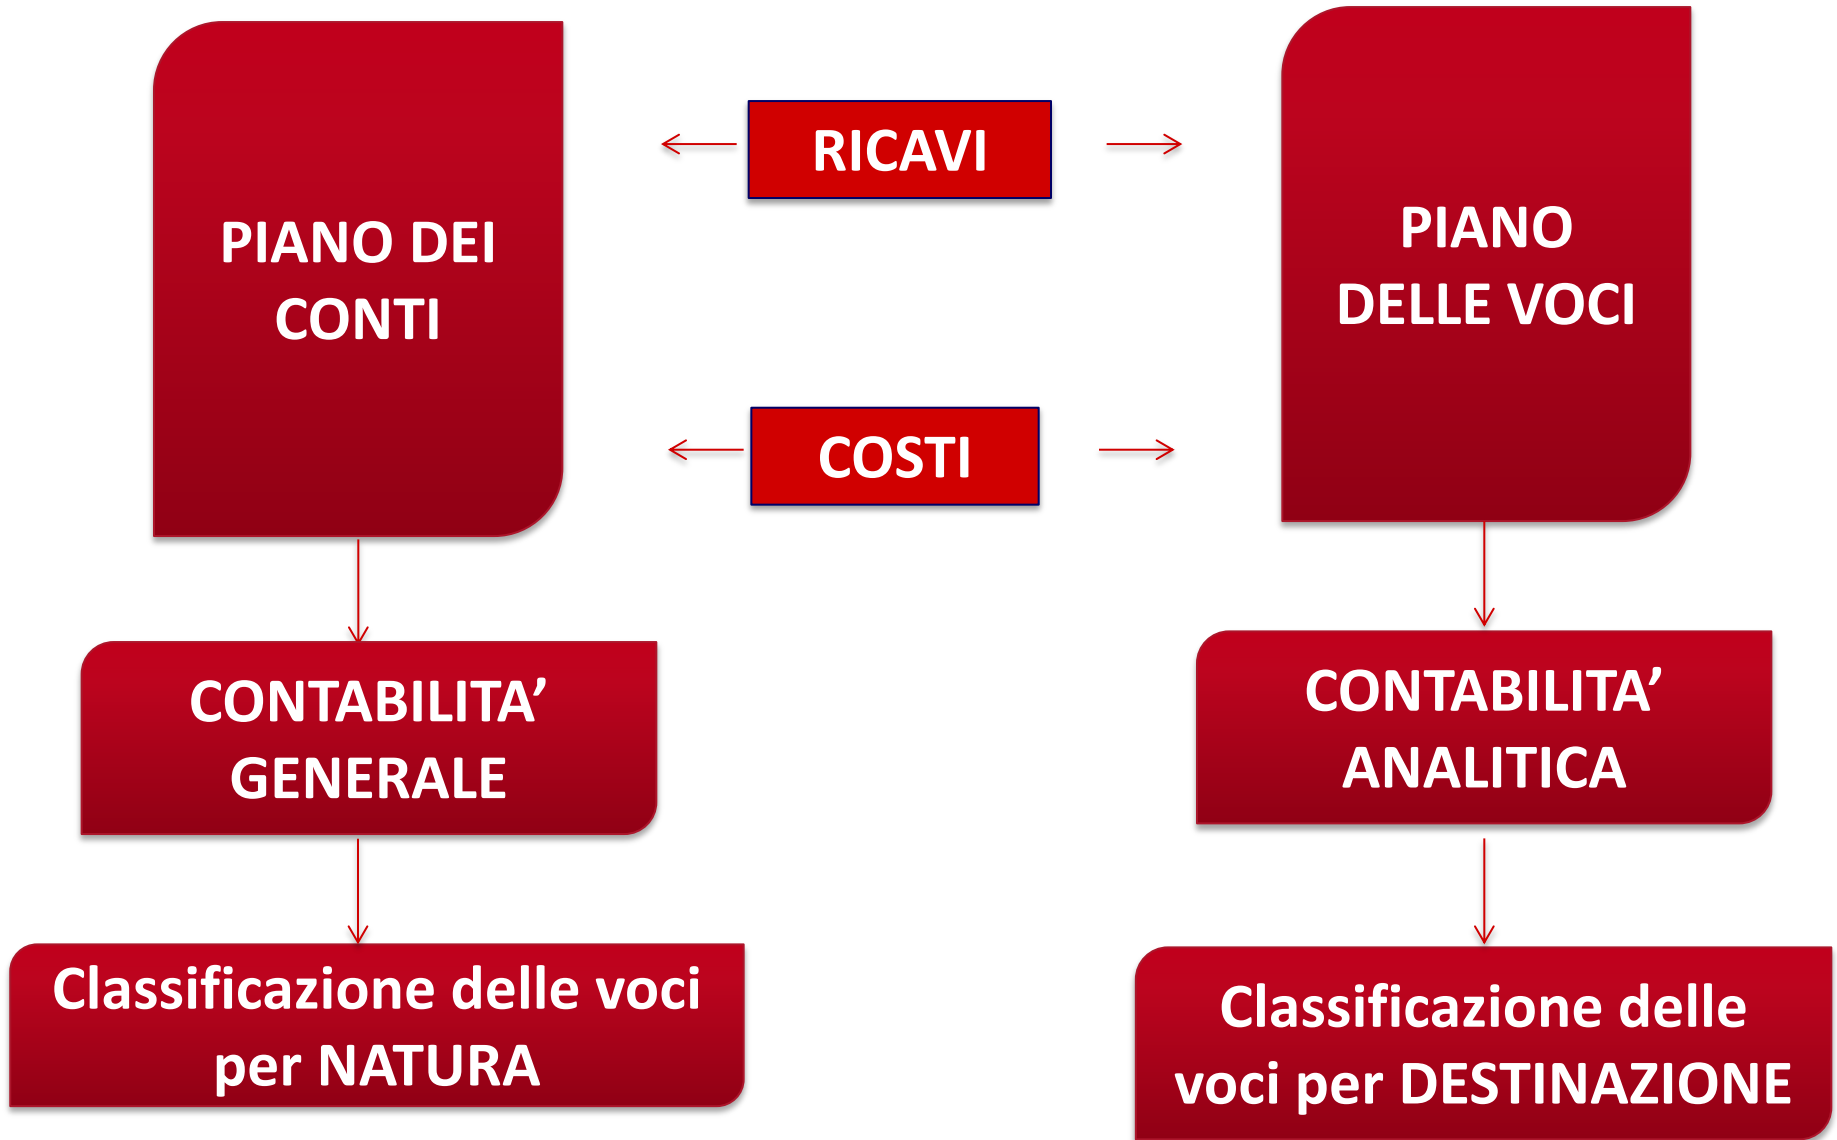 PIANO DEI
CONTI
RICAVI
COSTI
PIANO
DELLE VOCI
CONTABILITA’
GENERALE
CONTABILITA’
ANALITICA
Classificazione delle voci
per NATURA
Classificazione delle
voci per DESTINAZIONE